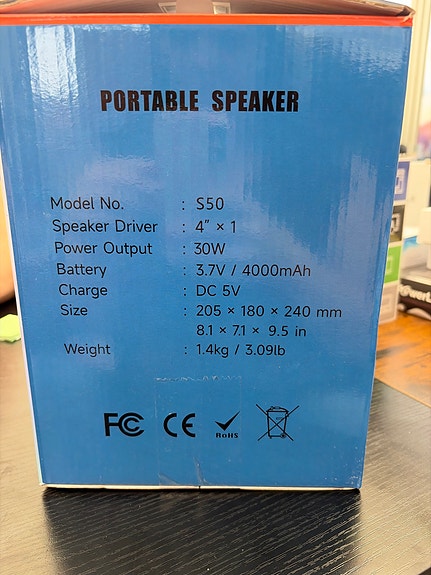 PORTABLE SPEAKER
Model No. : S50
Speaker Driver : 4" × 1
Power Output : 30W
Battery : 3.7V / 4000mAh
Charge : DC 5V
Size : 205 × 180 × 240 mm
8.1 × 7.1 × 9.5 in
Weight : 1.4kg / 3.09lb
FC CE RoHS